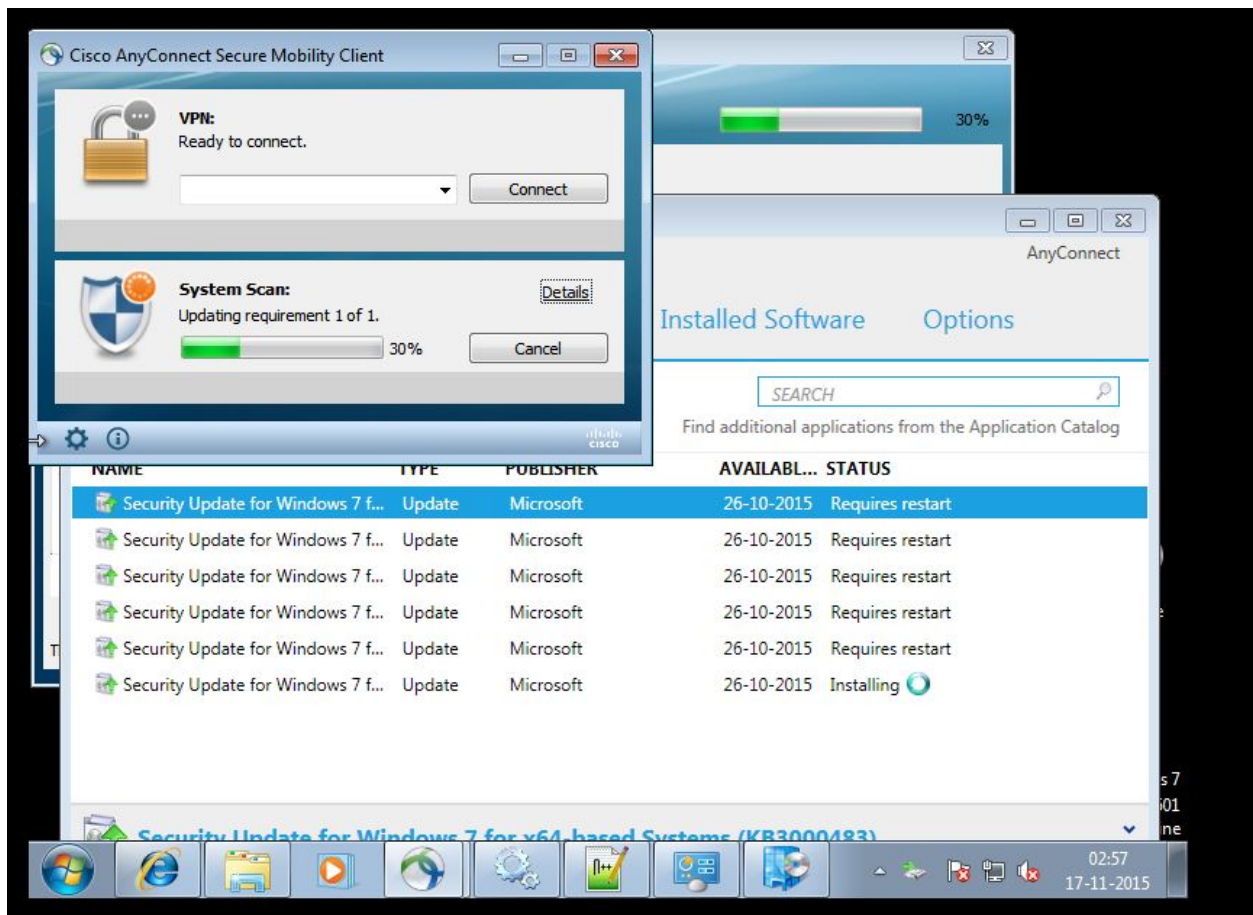 Cisco AnyConnect Secure Mobility Client
VPN:
Ready to connect.
Connect
System Scan:
Details
Updating requirement 1 of 1.
30%
Cancel
cisco
30%
AnyConnect
Installed Software Options
SEARCH
Find additional applications from the Application Catalog
NAME TYPE PUBLISHER AVAILABL... STATUS
Security Update for Windows 7 f... Update Microsoft 26-10-2015 Requires restart
Security Update for Windows 7 f... Update Microsoft 26-10-2015 Requires restart
Security Update for Windows 7 f... Update Microsoft 26-10-2015 Requires restart
Security Update for Windows 7 f... Update Microsoft 26-10-2015 Requires restart
Security Update for Windows 7 f... Update Microsoft 26-10-2015 Requires restart
Security Update for Windows 7 f... Update Microsoft 26-10-2015 Installing
Security Update for Windows 7 for x64-based Systems (KB3000483)
s 7
ne
02:57
17-11-2015